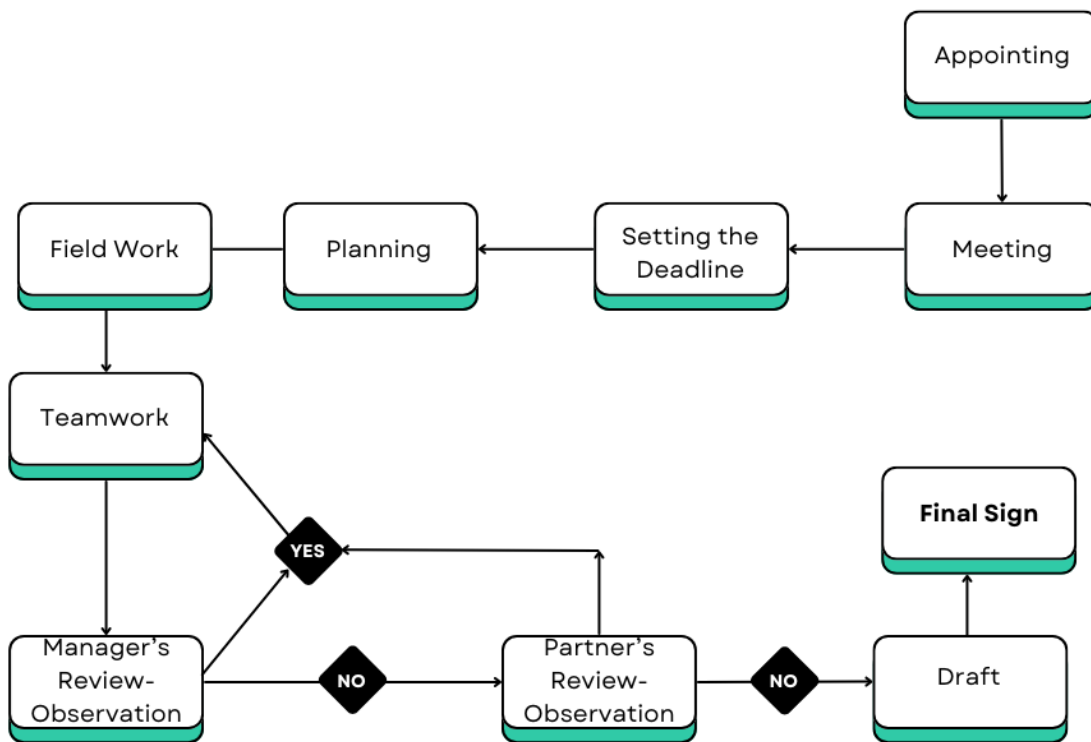 Appointing
Field Work
Planning
Setting the
Deadline
Meeting
Teamwork
Final Sign
YES
Manager's
Review-
Observation
NO
Partner's
Review-
Observation
NO
Draft